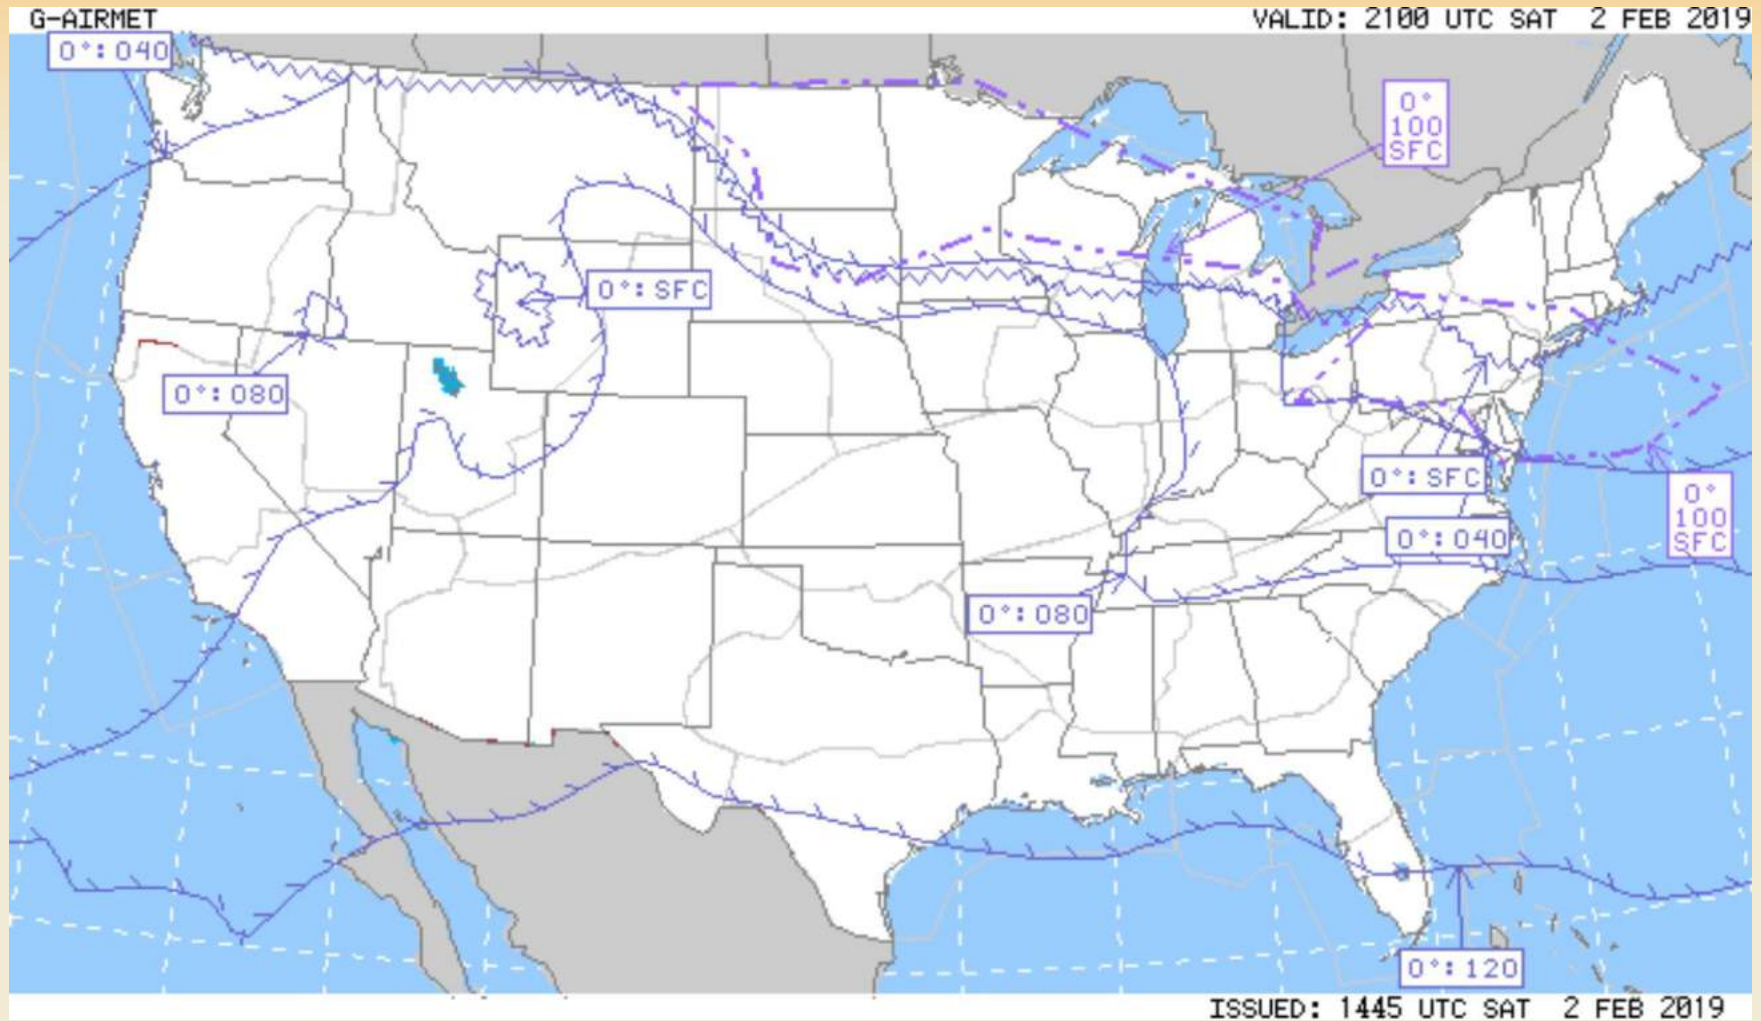 G-AIRMET
VALID: 2100 UTC SAT 2 FEB 2019
0°:040
0°
100
SFC
0°:SFC
0°:080
0°:SFC
0°
100
SFC
0°:040
0°:080
0°:120
ISSUED: 1445 UTC SAT 2 FEB 2019